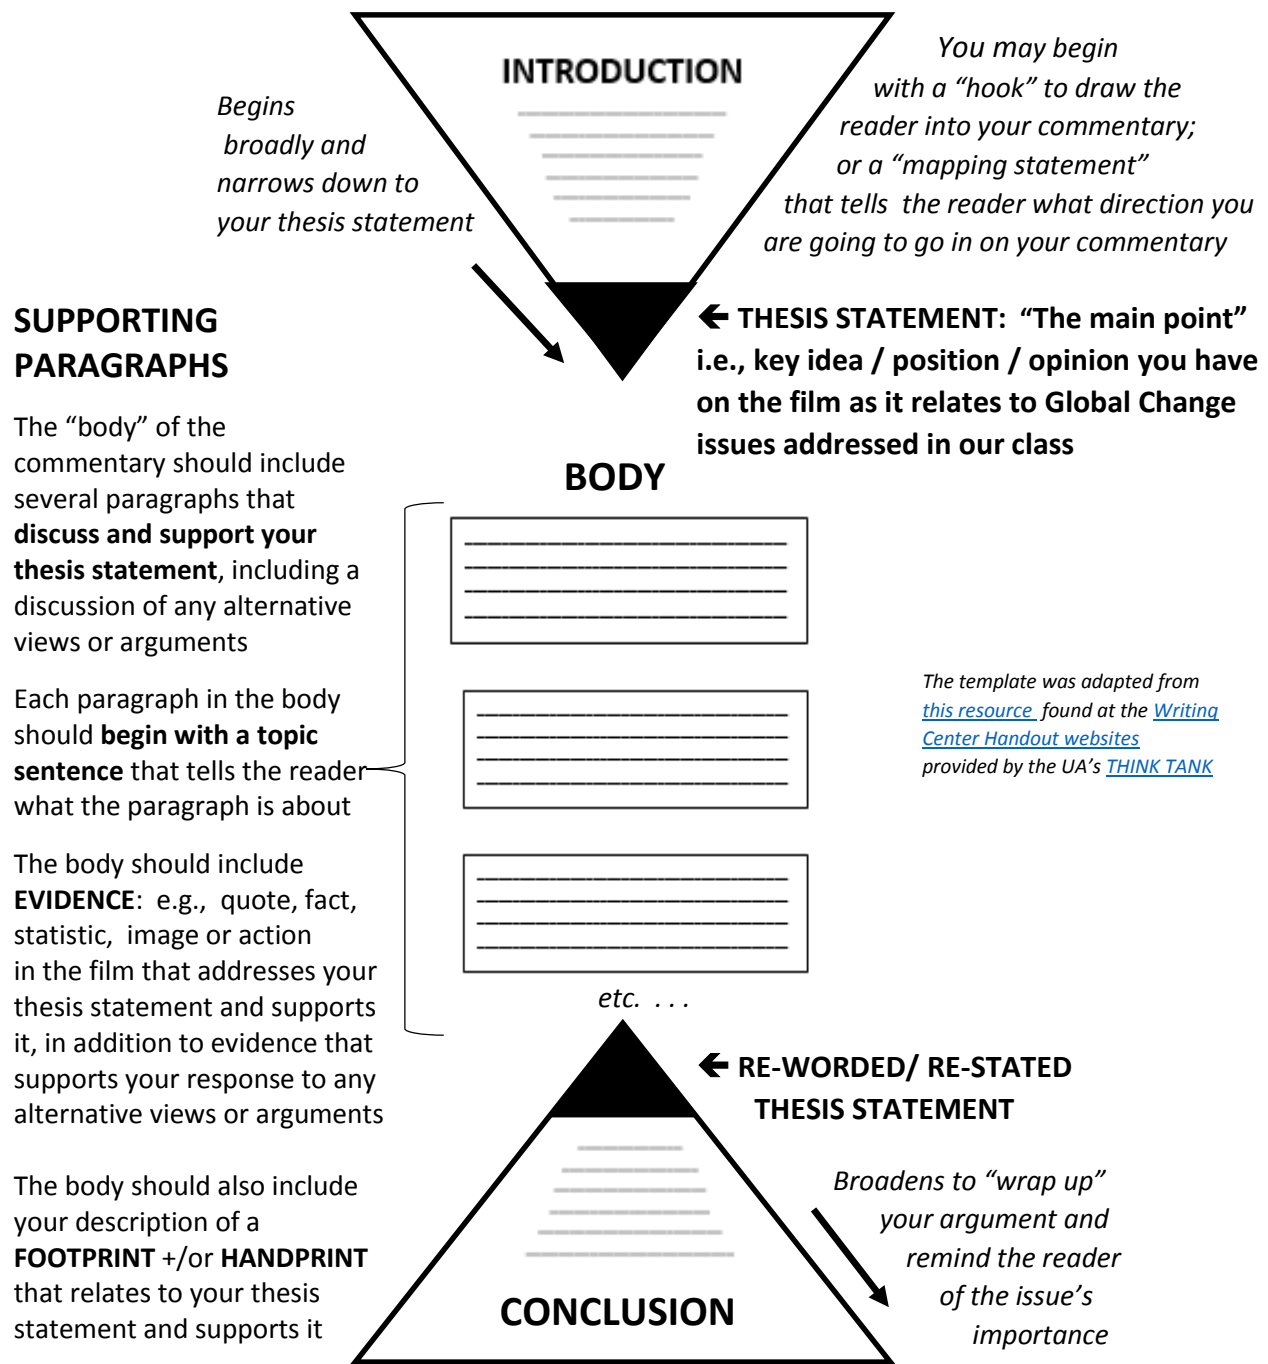 INTRODUCTION
Begins
broadly and
narrows down to
your thesis statement
You may begin
with a “hook” to draw the
reader into your commentary;
or a “mapping statement”
that tells the reader what direction you
are going to go in on your commentary
🡸 THESIS STATEMENT: “The main point”
i.e., key idea / position / opinion you have
on the film as it relates to Global Change
issues addressed in our class
SUPPORTING
PARAGRAPHS
The “body” of the
commentary should include
several paragraphs that
discuss and support your
thesis statement, including a
discussion of any alternative
views or arguments
Each paragraph in the body
should begin with a topic
sentence that tells the reader
what the paragraph is about
The body should include
EVIDENCE: e.g., quote, fact,
statistic, image or action
in the film that addresses your
thesis statement and supports
it, in addition to evidence that
supports your response to any
alternative views or arguments
The body should also include
your description of a
FOOTPRINT +/or HANDPRINT
that relates to your thesis
statement and supports it
BODY
etc. . . .
The template was adapted from
this resource found at the Writing
Center Handout websites
provided by the UA’s THINK TANK
🡸 RE-WORDED/ RE-STATED
THESIS STATEMENT
Broadens to “wrap up”
your argument and
remind the reader
of the issue’s
importance
CONCLUSION